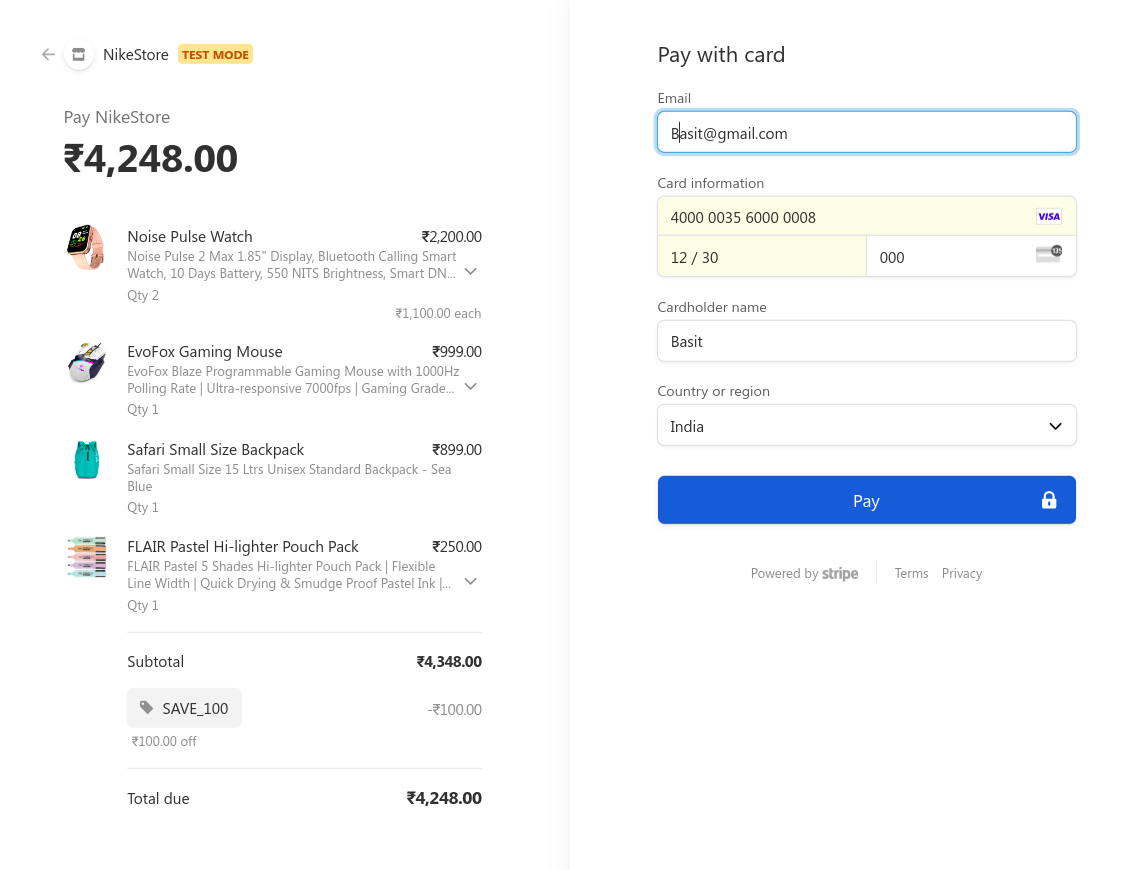 NikeStore TEST MODE
Pay NikeStore
₹4,248.00
Noise Pulse Watch ₹2,200.00
Noise Pulse 2 Max 1.85" Display, Bluetooth Calling Smart
Watch, 10 Days Battery, 550 NITS Brightness, Smart DN...
Qty 2
₹1,100.00 each
EvoFox Gaming Mouse ₹999.00
EvoFox Blaze Programmable Gaming Mouse with 1000Hz
Polling Rate | Ultra-responsive 7000fps | Gaming Grade...
Qty 1
Safari Small Size Backpack ₹899.00
Safari Small Size 15 Ltrs Unisex Standard Backpack - Sea
Blue
Qty 1
FLAIR Pastel Hi-lighter Pouch Pack ₹250.00
FLAIR Pastel 5 Shades Hi-lighter Pouch Pack | Flexible
Line Width | Quick Drying & Smudge Proof Pastel Ink |...
Qty 1
Subtotal ₹4,348.00
SAVE_100 -₹100.00
₹100.00 off
Total due ₹4,248.00
Pay with card
Email
Basit@gmail.com
Card information
4000 0035 6000 0008 VISA
12 / 30 000 135
Cardholder name
Basit
Country or region
India
Pay
Powered by stripe Terms Privacy